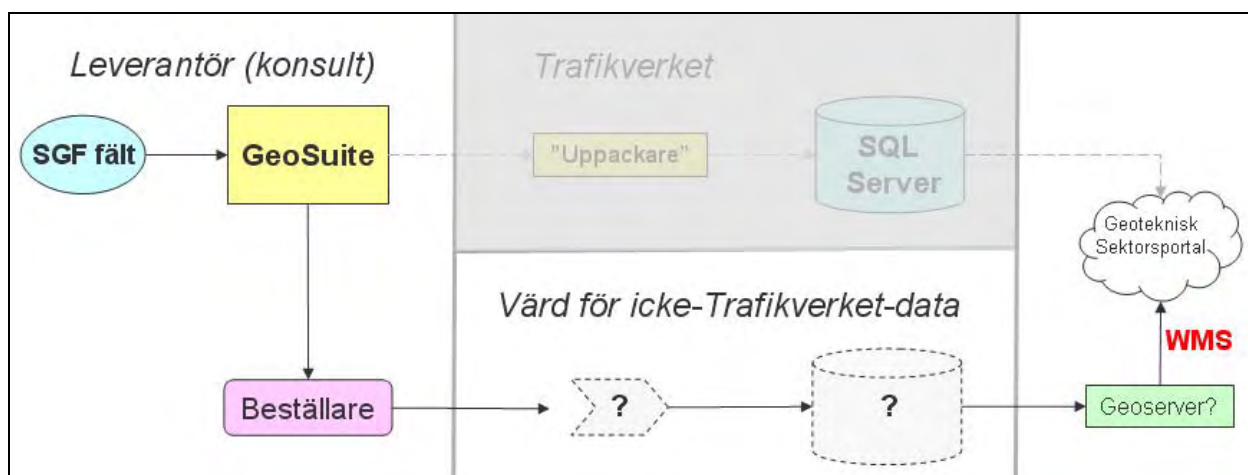 Leverantör (konsult)
Trafikverket
SGF fält
GeoSuite
"Uppackare"
SQL
Server
Geoteknisk
Sektorsportal
Värd för icke-Trafikverket-data
WMS
Beställare
?
?
Geoserver?